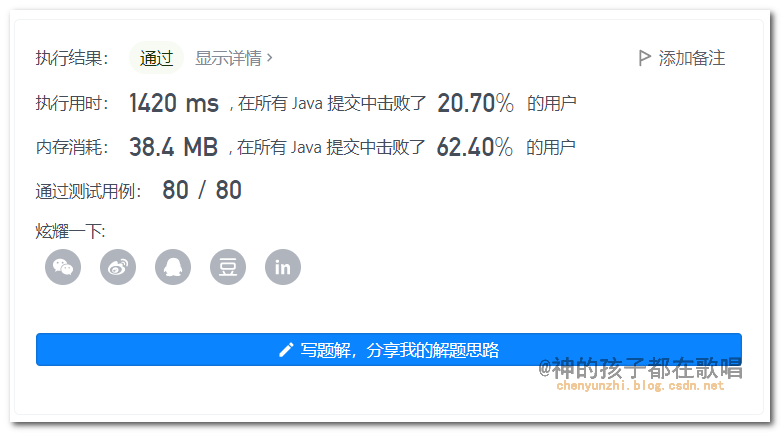 执行结果： 通过 显示详情 > 添加备注
执行用时： 1420 ms , 在所有 Java 提交中击败了 20.70% 的用户
内存消耗： 38.4 MB , 在所有 Java 提交中击败了 62.40% 的用户
通过测试用例： 80 / 80
炫耀一下:
豆 in
写题解，分享我的解题思路
@神的孩子都在歌唱
chenyunzhi.blog.csdn.net